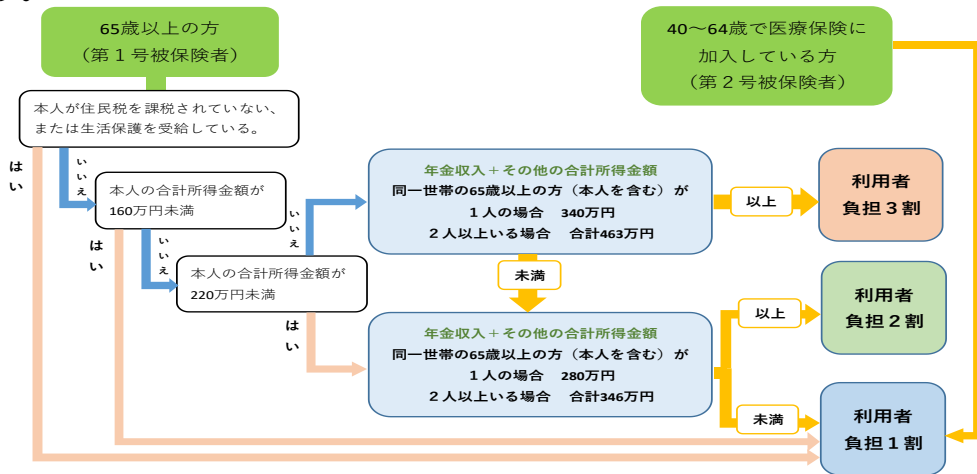 65歳以上の方
（第１号被保険者）
40～64歳で医療保険に
加入している方
（第２号被保険者）
本人が住民税を課税されていない、
または生活保護を受給している。
はい
いいえ
本人の合計所得金額が
160万円未満
はい
いいえ
本人の合計所得金額が
220万円未満
いいえ
はい
年金収入＋その他の合計所得金額
同一世帯の65歳以上の方（本人を含む）が
１人の場合　340万円
２人以上いる場合　合計463万円
以上
利用者
負担３割
未満
年金収入＋その他の合計所得金額
同一世帯の65歳以上の方（本人を含む）が
１人の場合　280万円
２人以上いる場合　合計346万円
以上
利用者
負担２割
未満
利用者
負担１割